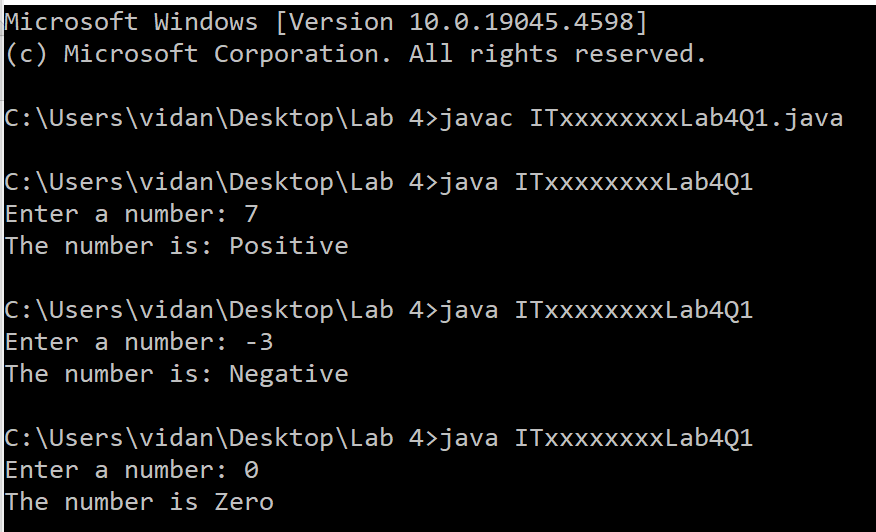 Microsoft Windows [Version 10.0.19045.4598]
(c) Microsoft Corporation. All rights reserved.
C:\Users\vidan\Desktop\Lab 4>javac ITxxxxxxxxLab4Q1.java
C:\Users\vidan\Desktop\Lab 4>java ITxxxxxxxxLab4Q1
Enter a number: 7
The number is: Positive
C:\Users\vidan\Desktop\Lab 4>java ITxxxxxxxxLab4Q1
Enter a number: -3
The number is: Negative
C:\Users\vidan\Desktop\Lab 4>java ITxxxxxxxxLab4Q1
Enter a number: 0
The number is Zero